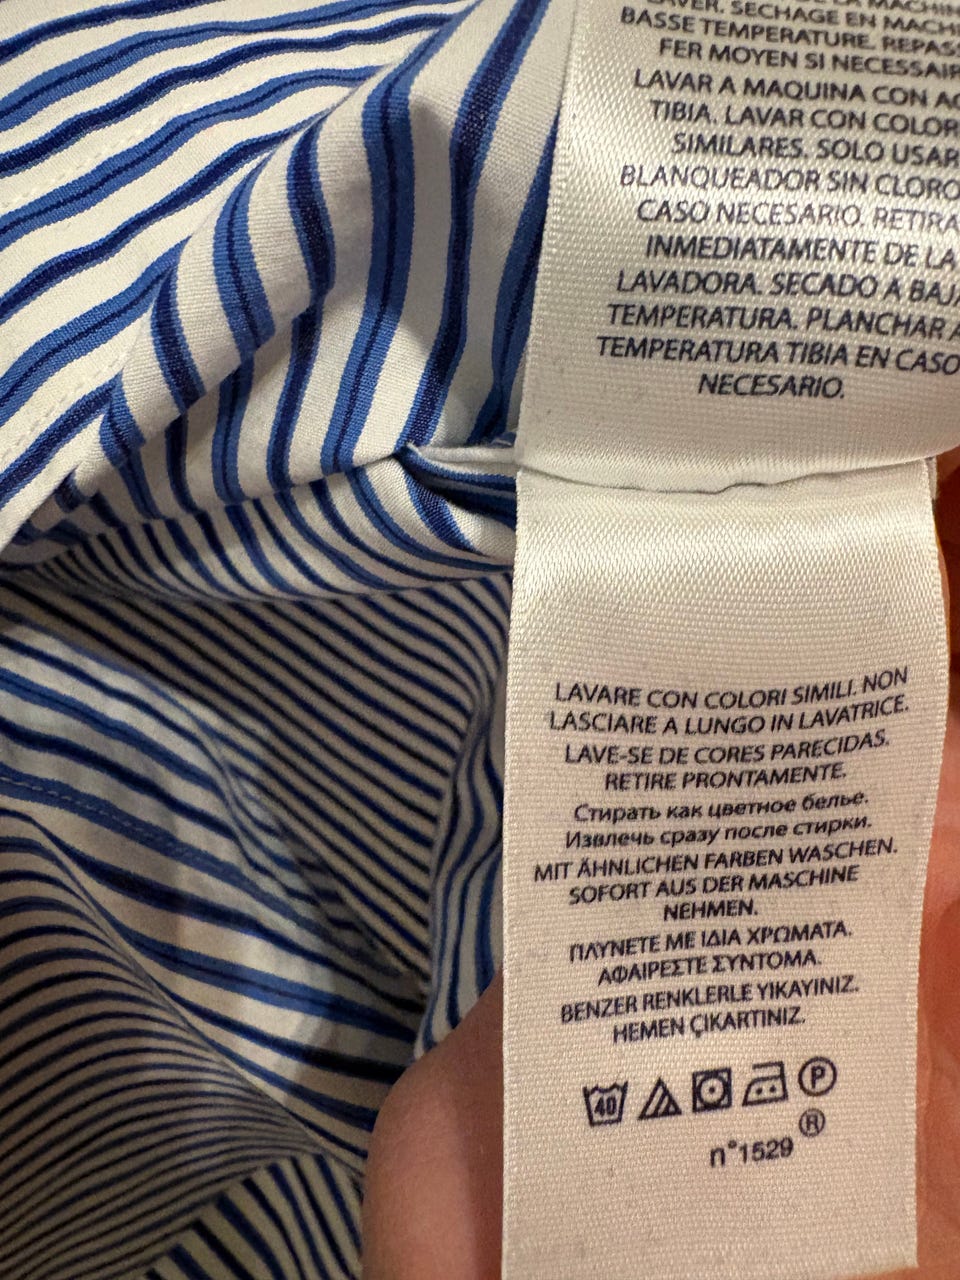 LAVER. SECHAGE EN MACH
BASSE TEMPERATURE. REPASS
FER MOYEN SI NECESSAIR
LAVAR A MAQUINA CON AG
TIBIA. LAVAR CON COLOR
SIMILARES. SOLO USAR
BLANQUEADOR SIN CLORO
CASO NECESARIO. RETIRA
INMEDIATAMENTE DE LA
LAVADORA. SECADO A BAJA
TEMPERATURA. PLANCHAR A
TEMPERATURA TIBIA EN CASO
NECESARIO.
LAVARE CON COLORI SIMILI. NON
LASCIARE A LUNGO IN LAVATRICE.
LAVE-SE DE CORES PARECIDAS.
RETIRE PRONTAMENTE.
Стирать как цветное белье.
Извлечь сразу после стирки.
MIT ÄHNLICHEN FARBEN WASCHEN.
SOFORT AUS DER MASCHINE
NEHMEN.
ΠΛΥΝΕΤΕ ΜΕ ΙΔΙΑ ΧΡΩΜΑΤΑ.
ΑΦΑΙΡΕΣΤΕ ΣΥΝΤΟΜΑ.
BENZER RENKLERLE YIKAYINIZ.
HEMEN ÇIKARTINIZ.
40 P
n°1529 ®